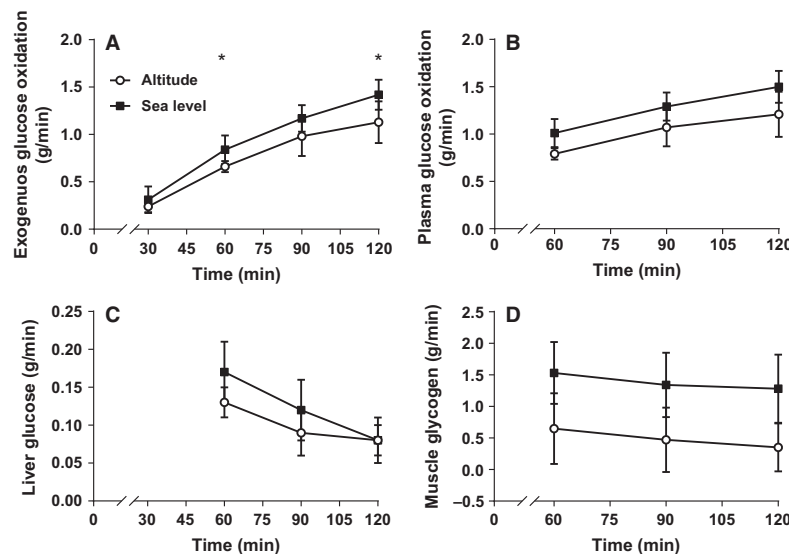 A
Exogenuos glucose oxidation
(g/min)
2.0
1.5
1.0
0.5
0.0
* *
Altitude
Sea level
0 30 45 60 75 90 105 120
Time (min)
B
Plasma glucose oxidation
(g/min)
2.0
1.5
1.0
0.5
0.0
0 60 75 90 105 120
Time (min)
C
Liver glucose (g/min)
0.25
0.20
0.15
0.10
0.05
0.00
0 30 45 60 75 90 105 120
Time (min)
D
Muscle glycogen (g/min)
2.5
2.0
1.5
1.0
0.5
0.0
–0.5
0 60 75 90 105 120
Time (min)